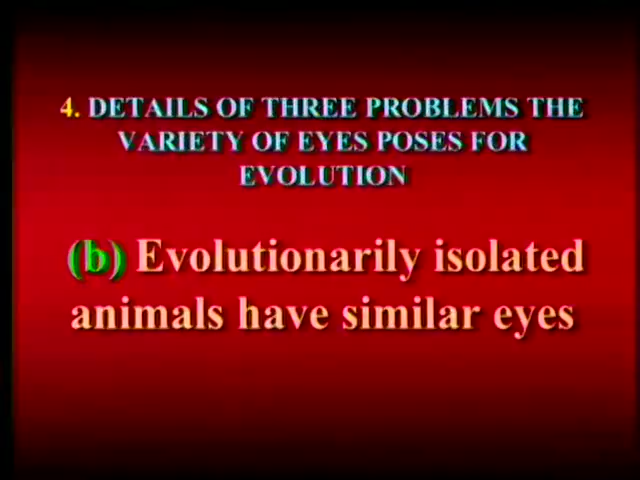 4. DETAILS OF THREE PROBLEMS THE
VARIETY OF EYES POSES FOR
EVOLUTION
(b) Evolutionarily isolated
animals have similar eyes